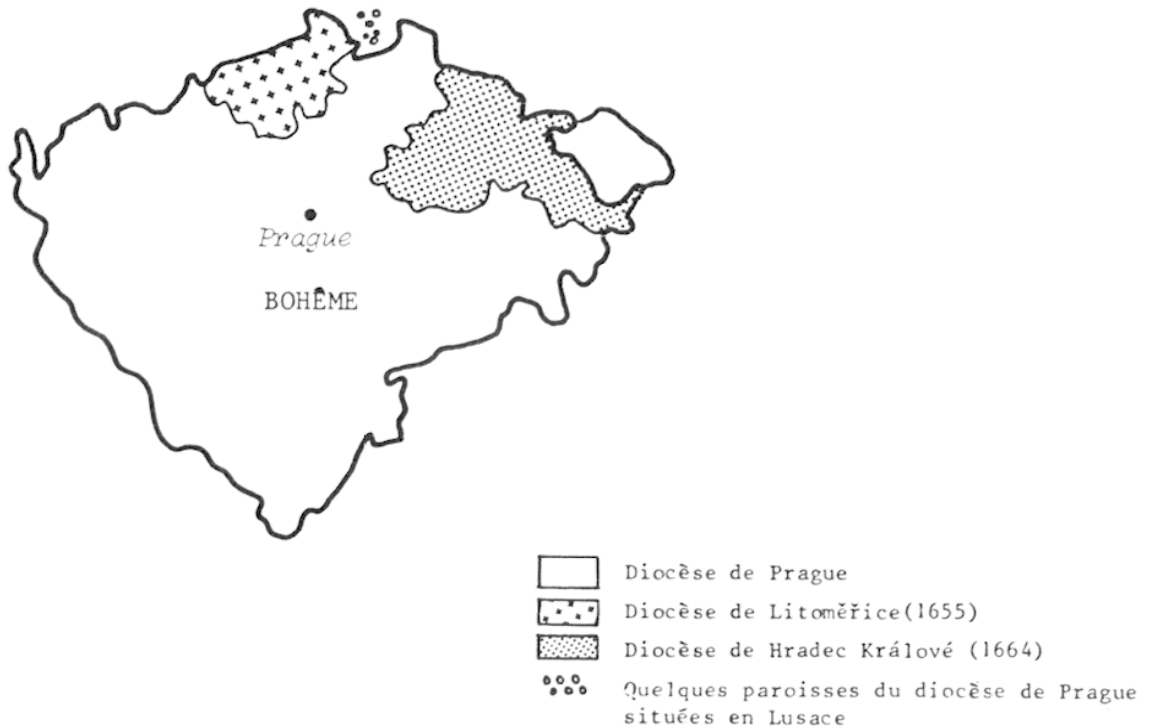 Prague
BOHÊME
Diocèse de Prague
Diocèse de Litoměřice(1655)
Diocèse de Hradec Králové (1664)
Quelques paroisses du diocèse de Prague
situées en Lusace